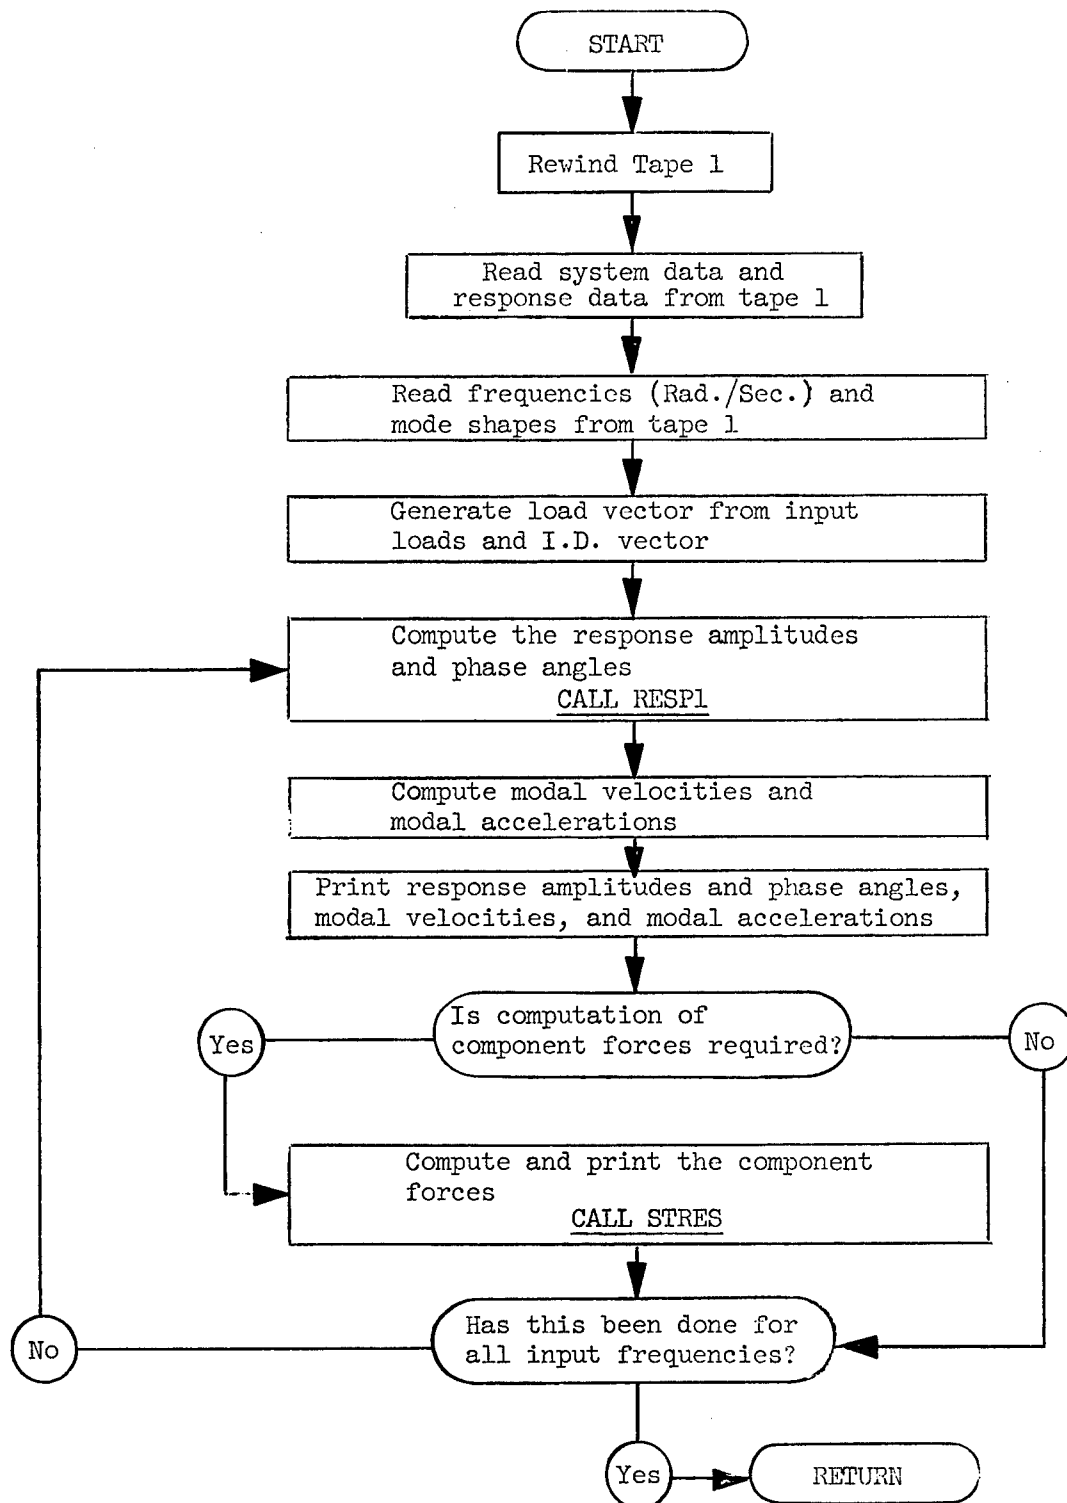 START
Rewind Tape 1
Read system data and
response data from tape 1
Read frequencies (Rad./Sec.) and
mode shapes from tape 1
Generate load vector from input
loads and I.D. vector
Compute the response amplitudes
and phase angles
CALL RESP1
Compute modal velocities and
modal accelerations
Print response amplitudes and phase angles,
modal velocities, and modal accelerations
Is computation of
component forces required?
Yes
No
Compute and print the component
forces
CALL STRES
Has this been done for
all input frequencies?
No
Yes
RETURN